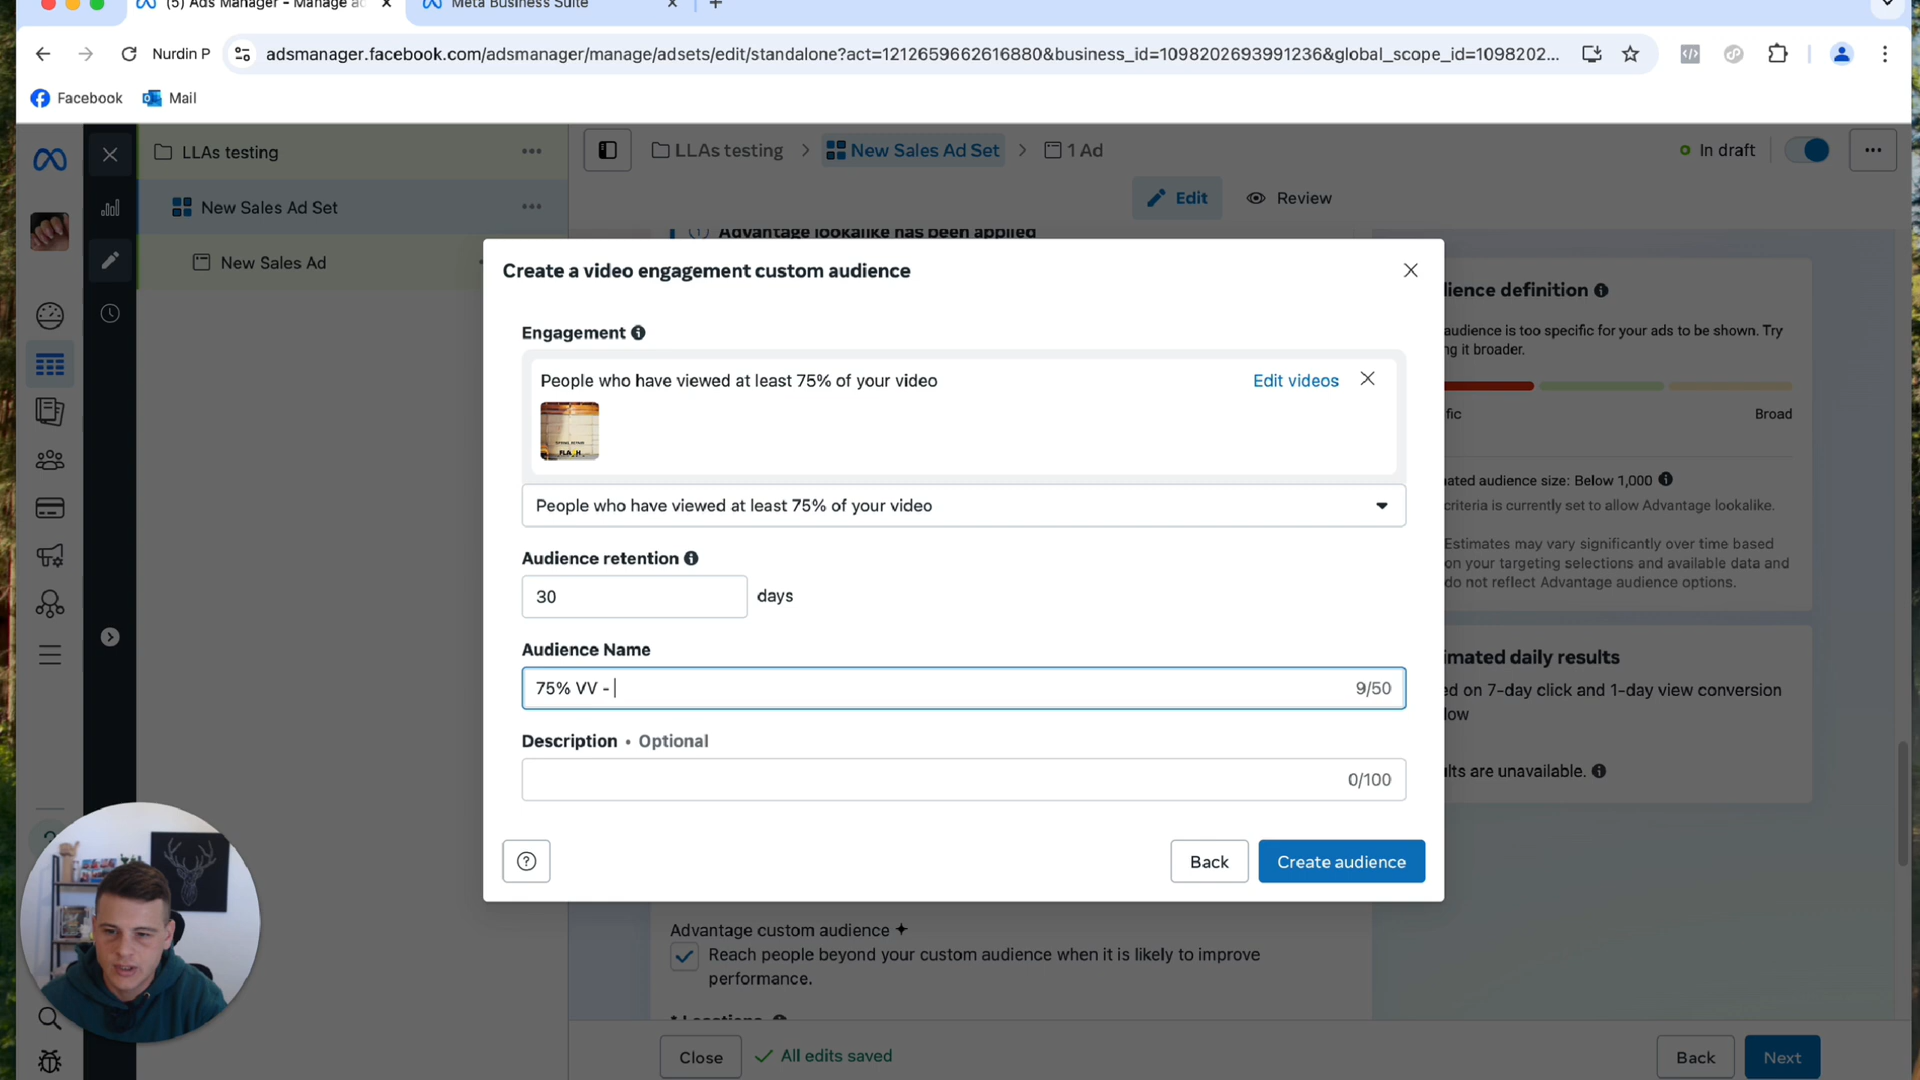 (5) Ads Manager - Manage ad
Meta Business Suite
Nurdin P
adsmanager.facebook.com/adsmanager/manage/adsets/edit/standalone?act=1212659662616880&business_id=1098202693991236&global_scope_id=1098202...
Facebook
Mail
LLAs testing
LLAs testing > New Sales Ad Set > 1 Ad
In draft
New Sales Ad Set
Edit
Review
New Sales Ad
Advantage lookalike has been applied
Create a video engagement custom audience
Engagement
People who have viewed at least 75% of your video
Edit videos
FLASH
People who have viewed at least 75% of your video
Audience retention
30 days
Audience Name
75% VV -
9/50
Description • Optional
0/100
Back
Create audience
ience definition
audience is too specific for your ads to be shown. Try
ng it broader.
fic
Broad
ated audience size: Below 1,000
criteria is currently set to allow Advantage lookalike.
Estimates may vary significantly over time based
on your targeting selections and available data and
do not reflect Advantage audience options.
imated daily results
ed on 7-day click and 1-day view conversion
low
lts are unavailable.
Advantage custom audience
Reach people beyond your custom audience when it is likely to improve
performance.
* Locations
Close
All edits saved
Back
Next